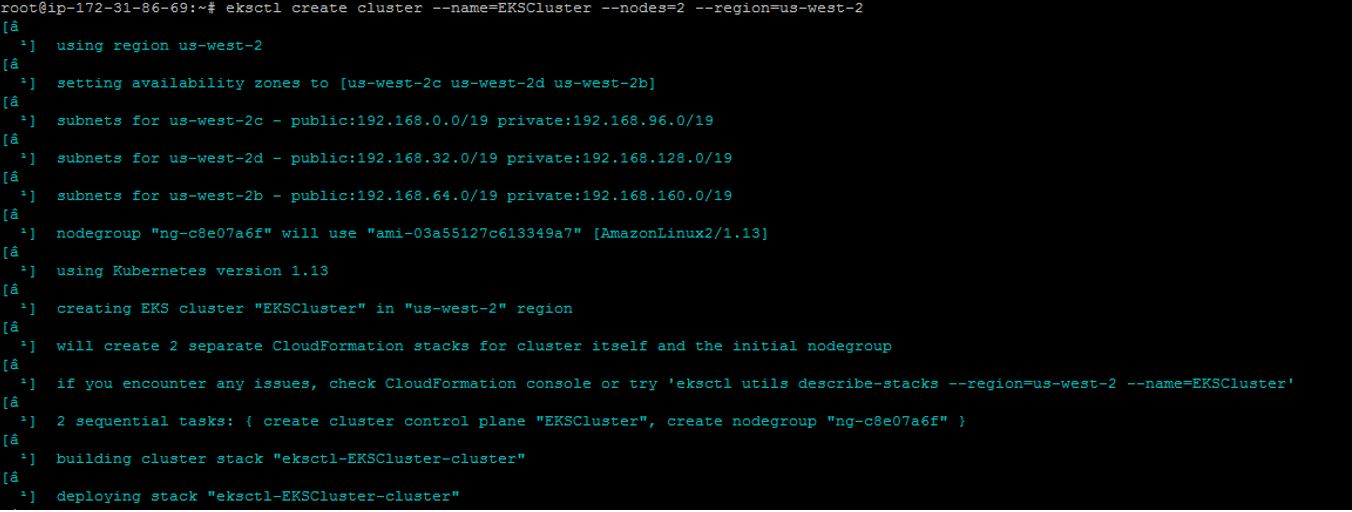 root@ip-172-31-86-69:~# eksctl create cluster --name=EKSCluster --nodes=2 --region=us-west-2
[â
  ¹]  using region us-west-2
[â
  ¹]  setting availability zones to [us-west-2c us-west-2d us-west-2b]
[â
  ¹]  subnets for us-west-2c - public:192.168.0.0/19 private:192.168.96.0/19
[â
  ¹]  subnets for us-west-2d - public:192.168.32.0/19 private:192.168.128.0/19
[â
  ¹]  subnets for us-west-2b - public:192.168.64.0/19 private:192.168.160.0/19
[â
  ¹]  nodegroup "ng-c8e07a6f" will use "ami-03a55127c613349a7" [AmazonLinux2/1.13]
[â
  ¹]  using Kubernetes version 1.13
[â
  ¹]  creating EKS cluster "EKSCluster" in "us-west-2" region
[â
  ¹]  will create 2 separate CloudFormation stacks for cluster itself and the initial nodegroup
[â
  ¹]  if you encounter any issues, check CloudFormation console or try 'eksctl utils describe-stacks --region=us-west-2 --name=EKSCluster'
[â
  ¹]  2 sequential tasks: { create cluster control plane "EKSCluster", create nodegroup "ng-c8e07a6f" }
[â
  ¹]  building cluster stack "eksctl-EKSCluster-cluster"
[â
  ¹]  deploying stack "eksctl-EKSCluster-cluster"